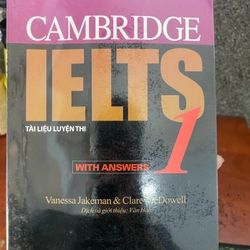 CAMBRIDGE
IELTS 1
TÀI LIỆU LUYỆN THI
WITH ANSWERS
Vanessa Jakeman & Clare McDowell
Dịch và giới thiệu: Văn Hào